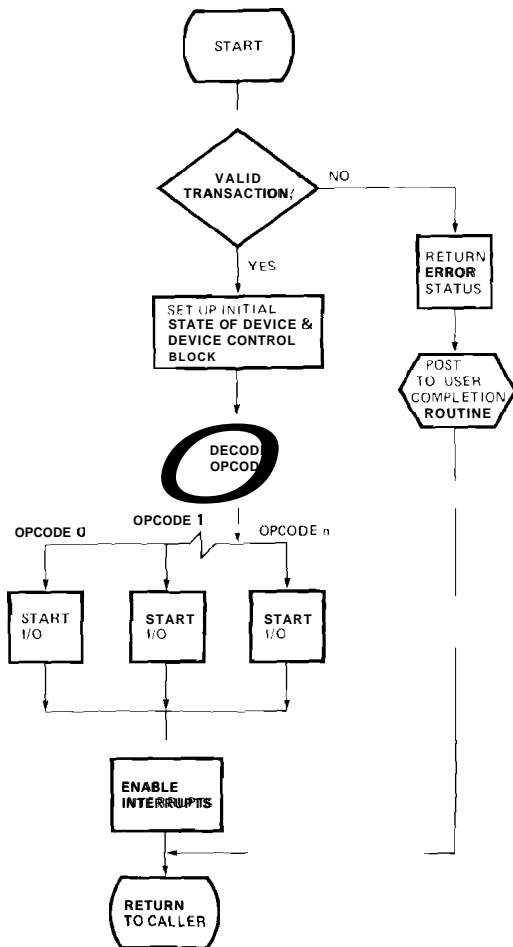 START
VALID
TRANSACTION?
NO
YES
RETURN
ERROR
STATUS
SET UP INITIAL
STATE OF DEVICE &
DEVICE CONTROL
BLOCK
POST
TO USER
COMPLETION
ROUTINE
DECODE
OPCODE
OPCODE 0
OPCODE 1
OPCODE n
START
I/O
START
I/O
START
I/O
ENABLE
INTERRUPTS
RETURN
TO CALLER